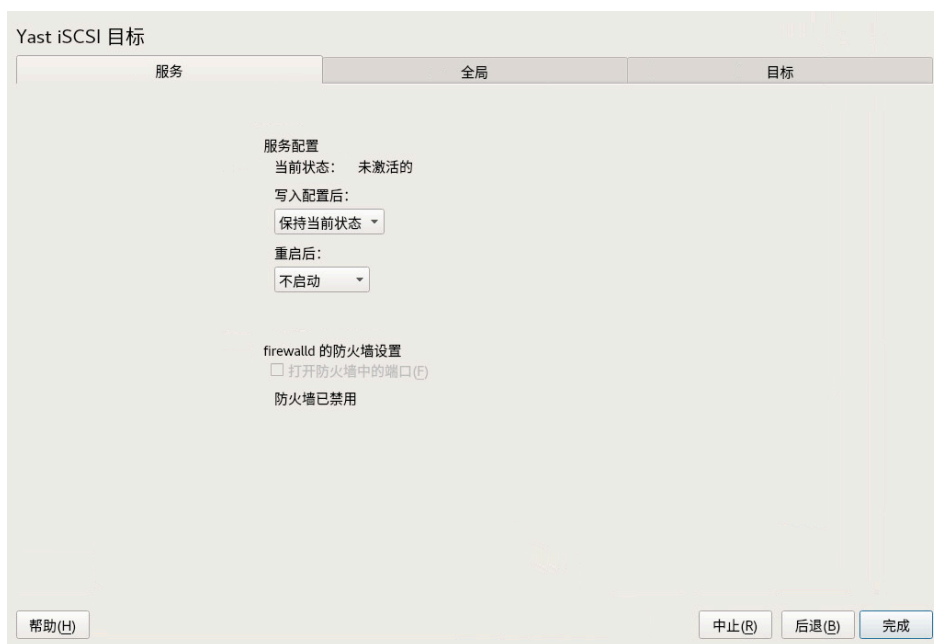 Yast iSCSI 目标
服务 全局 目标
服务配置
当前状态： 未激活的
写入配置后：
保持当前状态
重启后：
不启动
firewalld 的防火墙设置
打开防火墙中的端口(F)
防火墙已禁用
帮助(H) 中止(R) 后退(B) 完成